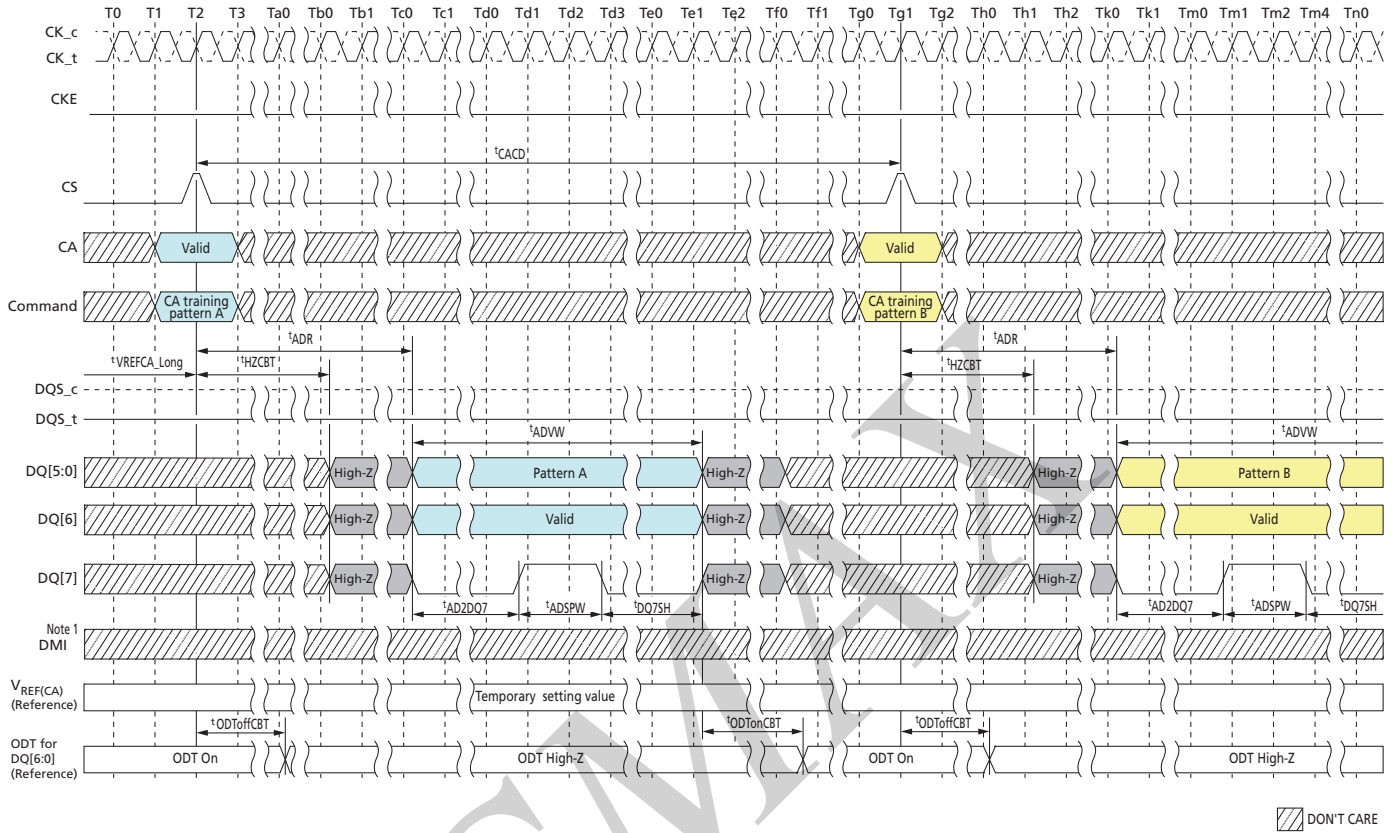 T0 T1 T2 T3 Ta0 Tb0 Tb1 Tc0 Tc1 Td0 Td1 Td2 Td3 Te0 Te1 Te2 Tf0 Tf1 Tg0 Tg1 Tg2 Th0 Th1 Th2 Tk0 Tk1 Tm0 Tm1 Tm2 Tm4 Tn0
CK_c
CK_t
CKE
tCACD
CS
CA Valid Valid
Command CA training pattern A CA training pattern B
tADR tADR
tVREFCA_Long tHZCBT tHZCBT
DQS_c
DQS_t
tADVW tADVW
DQ[5:0] High-Z Pattern A High-Z High-Z Pattern B
DQ[6] High-Z Valid High-Z High-Z Valid
DQ[7] High-Z High-Z High-Z
tAD2DQ7 tADSPW tDQ7SH tAD2DQ7 tADSPW tDQ7SH
Note 1
DMI
VREF(CA)
(Reference)
Temporary setting value
tODToffCBT tODTonCBT tODToffCBT
ODT for
DQ[6:0]
(Reference)
ODT On ODT High-Z ODT On ODT High-Z
DON'T CARE